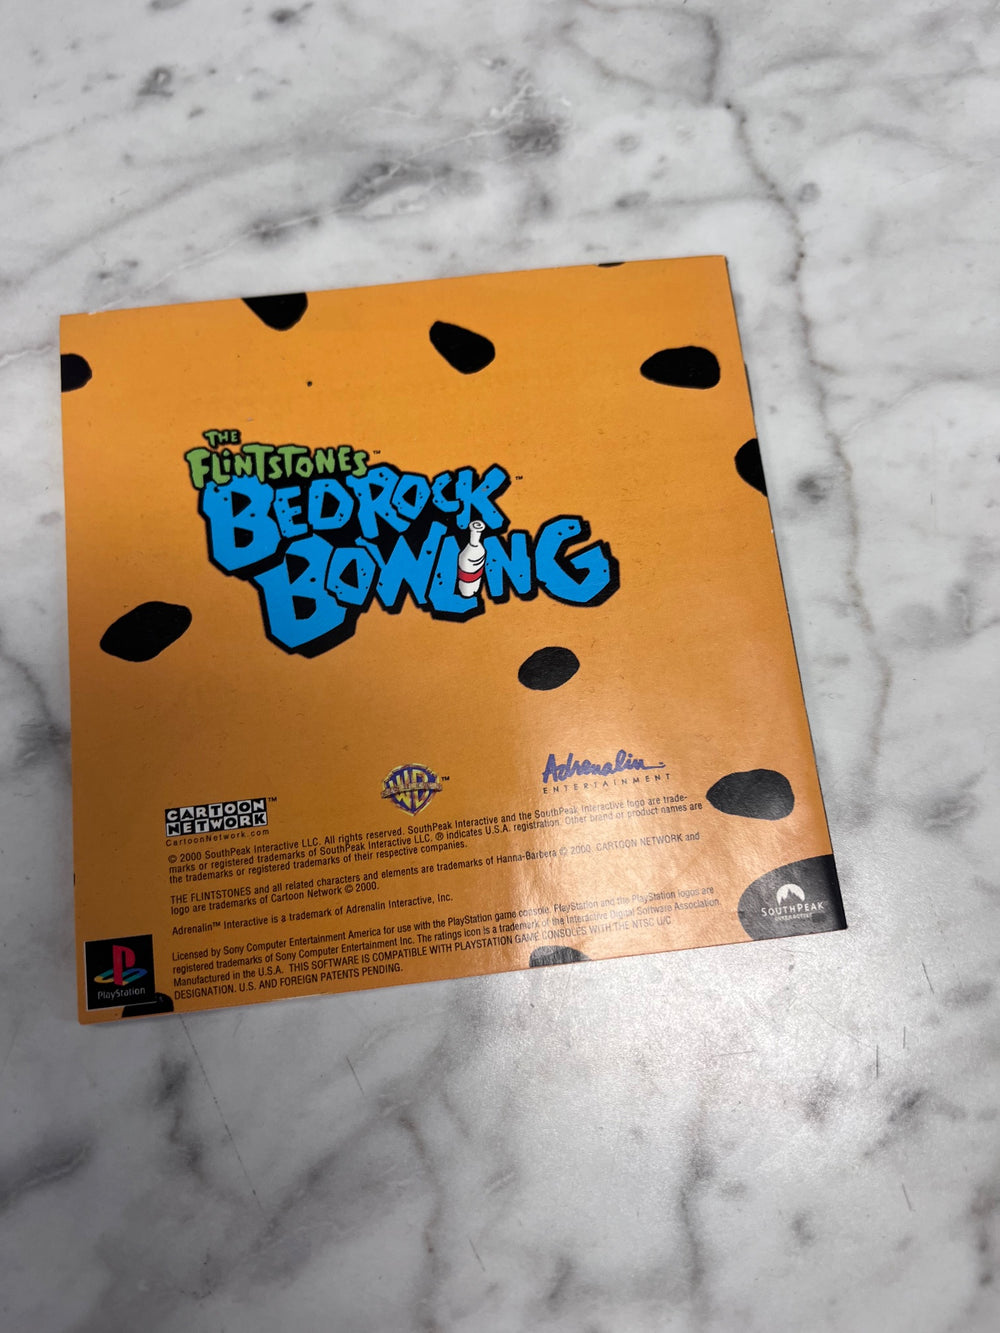 THE
FLINTSTONES™
BEDROCK™
BOWLING
Adrenalin
ENTERTAINMENT
WB™
CARTOON™
NETWORK
CartoonNetwork.com
© 2000 SouthPeak Interactive LLC. All rights reserved. SouthPeak Interactive and the SouthPeak Interactive logo are trade-
marks or registered trademarks of SouthPeak Interactive LLC. ® indicates U.S.A. registration. Other brand or product names are
the trademarks or registered trademarks of their respective companies.
THE FLINTSTONES and all related characters and elements are trademarks of Hanna-Barbera © 2000. CARTOON NETWORK and
logo are trademarks of Cartoon Network © 2000.
Adrenalin™ Interactive is a trademark of Adrenalin Interactive, Inc.
Licensed by Sony Computer Entertainment America for use with the PlayStation game console. PlayStation and the PlayStation logos are
registered trademarks of Sony Computer Entertainment Inc. The ratings icon is a trademark of the Interactive Digital Software Association.
Manufactured in the U.S.A. THIS SOFTWARE IS COMPATIBLE WITH PLAYSTATION GAME CONSOLES WITH THE NTSC U/C
DESIGNATION. U.S. AND FOREIGN PATENTS PENDING.
PlayStation
SOUTHPEAK
INTERACTIVE